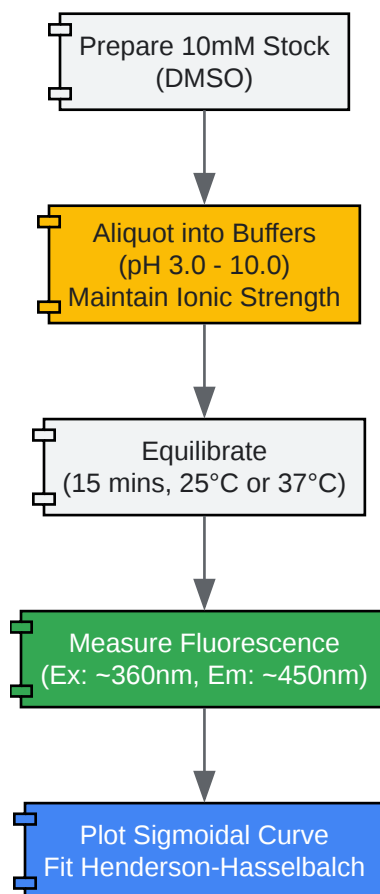 Prepare 10mM Stock
(DMSO)
Aliquot into Buffers
(pH 3.0 - 10.0)
Maintain Ionic Strength
Equilibrate
(15 mins, 25°C or 37°C)
Measure Fluorescence
(Ex: ~360nm, Em: ~450nm)
Plot Sigmoidal Curve
Fit Henderson-Hasselbalch